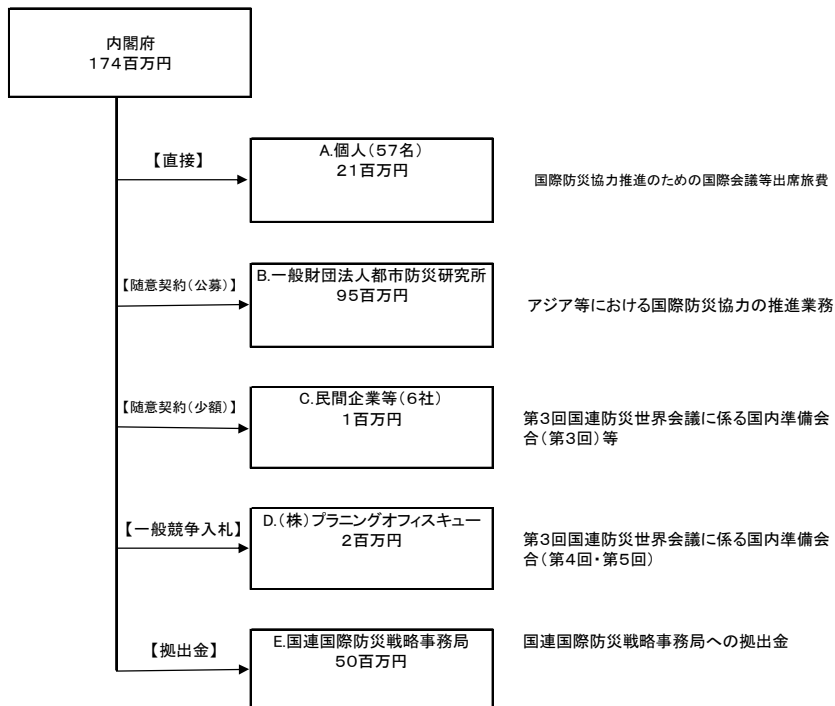 内閣府
174百万円
【直接】
A.個人(57名)
21百万円
国際防災協力推進のための国際会議等出席旅費
【随意契約(公募)】
B.一般財団法人都市防災研究所
95百万円
アジア等における国際防災協力の推進業務
【随意契約(少額)】
C.民間企業等(6社)
1百万円
第3回国連防災世界会議に係る国内準備会
合(第3回)等
【一般競争入札】
D.(株)プラニングオフィスキュー
2百万円
第3回国連防災世界会議に係る国内準備会
合(第4回・第5回)
【拠出金】
E.国連国際防災戦略事務局
50百万円
国連国際防災戦略事務局への拠出金